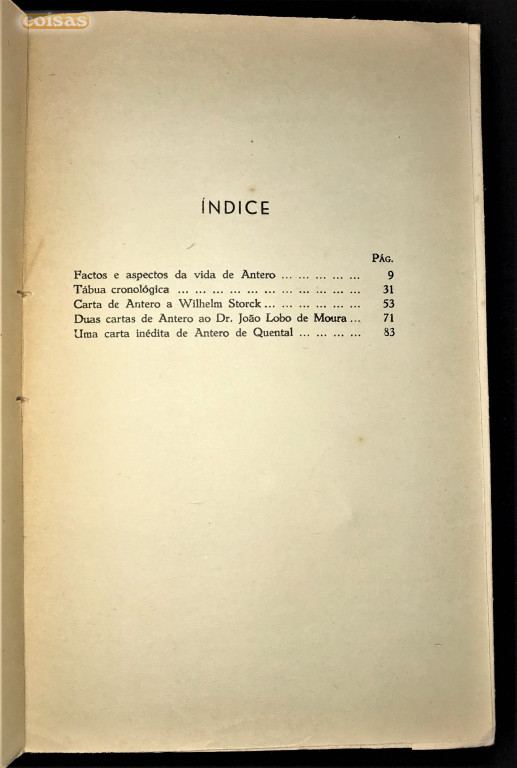 coisas
ÍNDICE
PÁG.
Factos e aspectos da vida de Antero ... ... ... ... ... 9
Tábua cronológica ... ... ... ... ... ... ... ... ... ... ... 31
Carta de Antero a Wilhelm Storck ... ... ... ... ... ... 53
Duas cartas de Antero ao Dr. João Lobo de Moura ... 71
Uma carta inédita de Antero de Quental ... ... ... ... 83